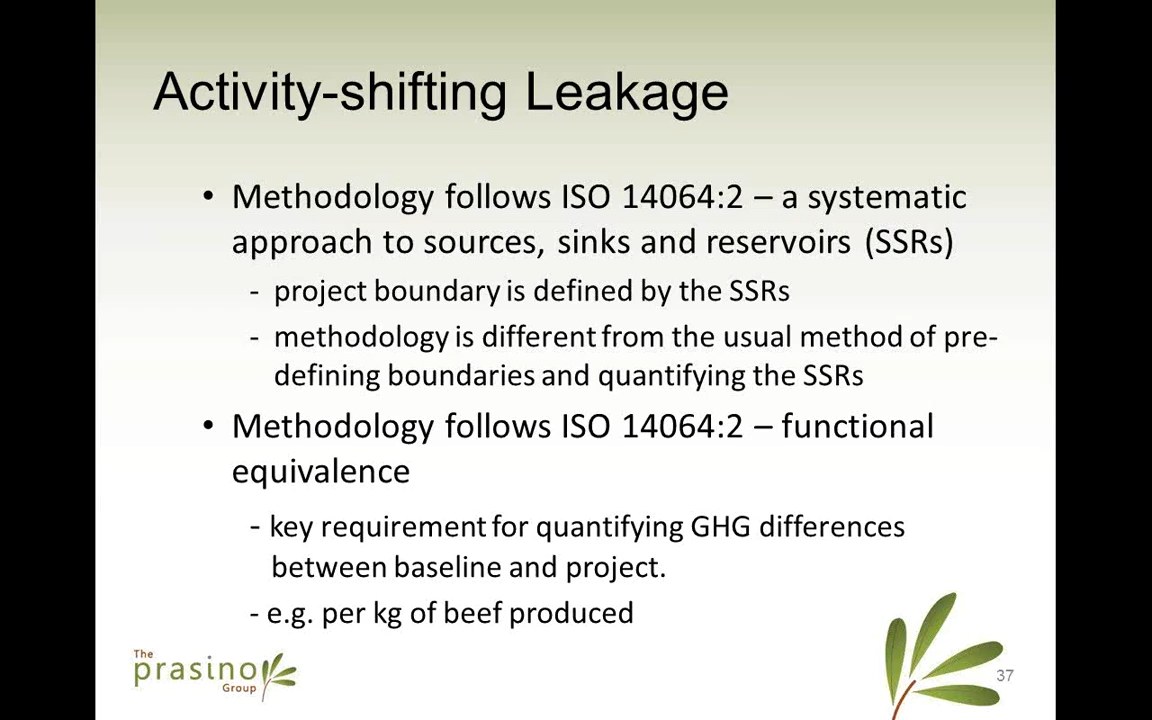 Activity-shifting Leakage
• Methodology follows ISO 14064:2 – a systematic
approach to sources, sinks and reservoirs (SSRs)
- project boundary is defined by the SSRs
- methodology is different from the usual method of pre-
defining boundaries and quantifying the SSRs
• Methodology follows ISO 14064:2 – functional
equivalence
- key requirement for quantifying GHG differences
between baseline and project.
- e.g. per kg of beef produced
The
prasino
Group
37